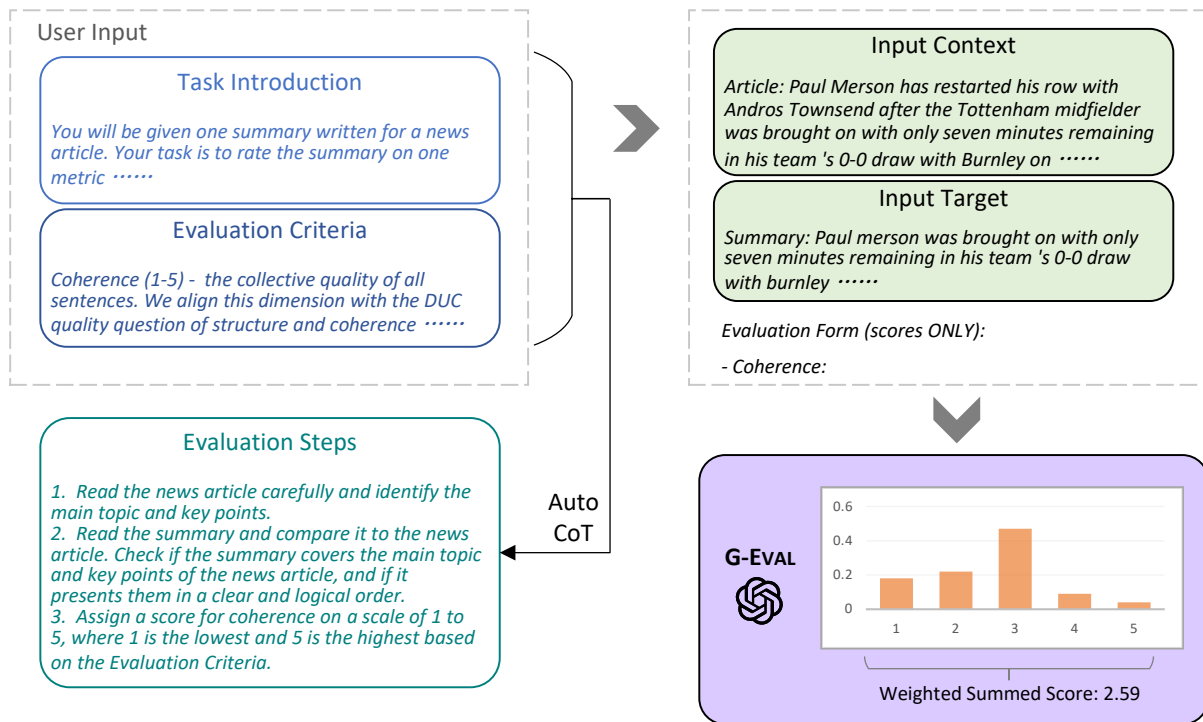 User Input
Task Introduction
You will be given one summary written for a news
article. Your task is to rate the summary on one
metric ······
Evaluation Criteria
Coherence (1-5) - the collective quality of all
sentences. We align this dimension with the DUC
quality question of structure and coherence ······
Evaluation Steps
1. Read the news article carefully and identify the
main topic and key points.
2. Read the summary and compare it to the news
article. Check if the summary covers the main topic
and key points of the news article, and if it
presents them in a clear and logical order.
3. Assign a score for coherence on a scale of 1 to
5, where 1 is the lowest and 5 is the highest based
on the Evaluation Criteria.
Auto
CoT
Input Context
Article: Paul Merson has restarted his row with
Andros Townsend after the Tottenham midfielder
was brought on with only seven minutes remaining
in his team 's 0-0 draw with Burnley on ······
Input Target
Summary: Paul merson was brought on with only
seven minutes remaining in his team 's 0-0 draw
with burnley ······
Evaluation Form (scores ONLY):
- Coherence:
G-EVAL
0.6
0.4
0.2
0
1 2 3 4 5
Weighted Summed Score: 2.59